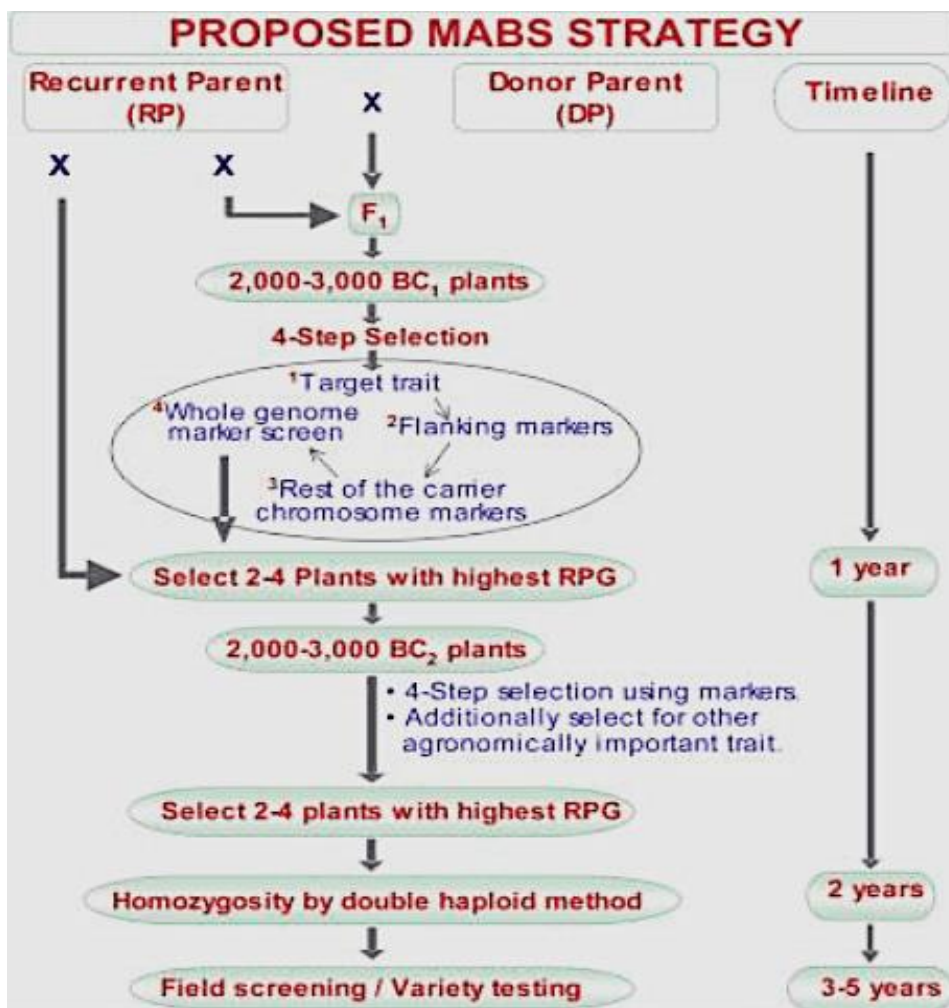 PROPOSED MABS STRATEGY
Recurrent Parent
(RP)
X
Donor Parent
(DP)
Timeline
X
X
F₁
2,000-3,000 BC₁ plants
4-Step Selection
¹Target trait
⁴Whole genome
marker screen
²Flanking markers
³Rest of the carrier
chromosome markers
Select 2-4 Plants with highest RPG
1 year
2,000-3,000 BC₂ plants
• 4-Step selection using markers.
• Additionally select for other
agronomically important trait.
Select 2-4 plants with highest RPG
Homozygosity by double haploid method
2 years
Field screening / Variety testing
3-5 years